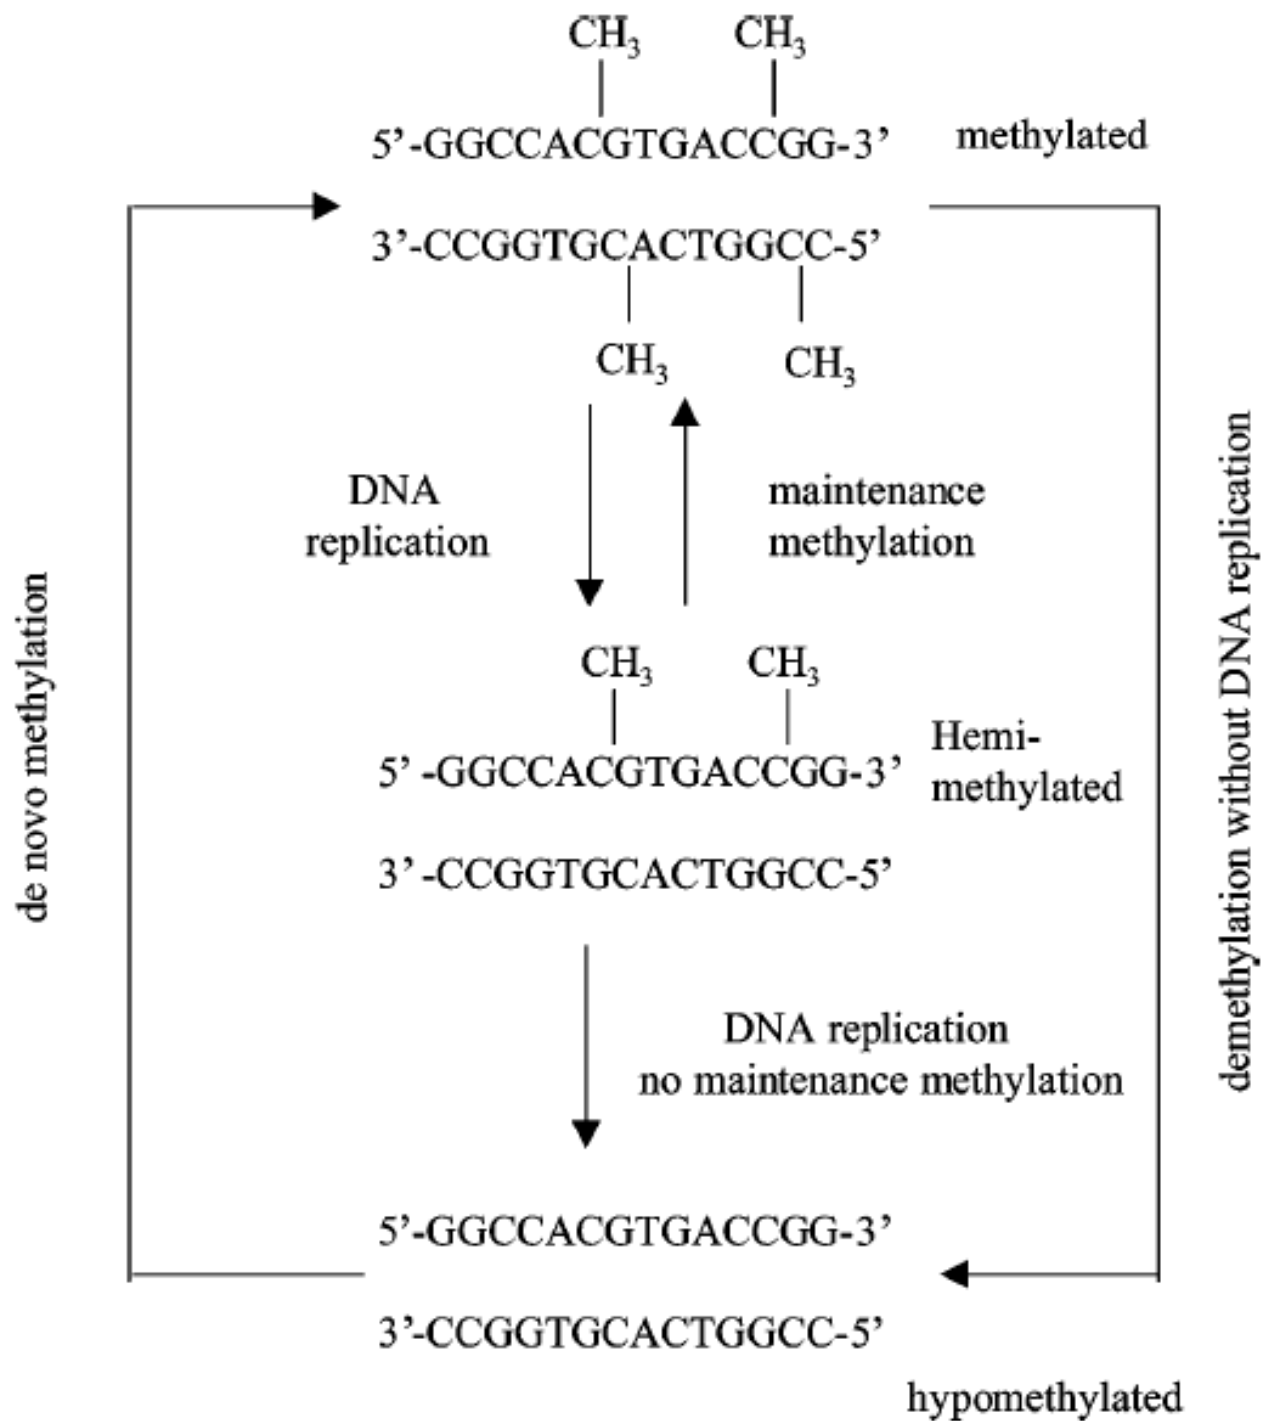 CH3 CH3
5'-GGCCACGTGACCGG-3' methylated
3'-CCGGTGCACTGGCC-5'
CH3 CH3
DNA
replication
maintenance
methylation
CH3 CH3
5' -GGCCACGTGACCGG-3'
Hemi-
methylated
3' -CCGGTGCACTGGCC-5'
DNA replication
no maintenance methylation
5'-GGCCACGTGACCGG-3'
3'-CCGGTGCACTGGCC-5'
hypomethylated
de novo methylation
demethylation without DNA replication